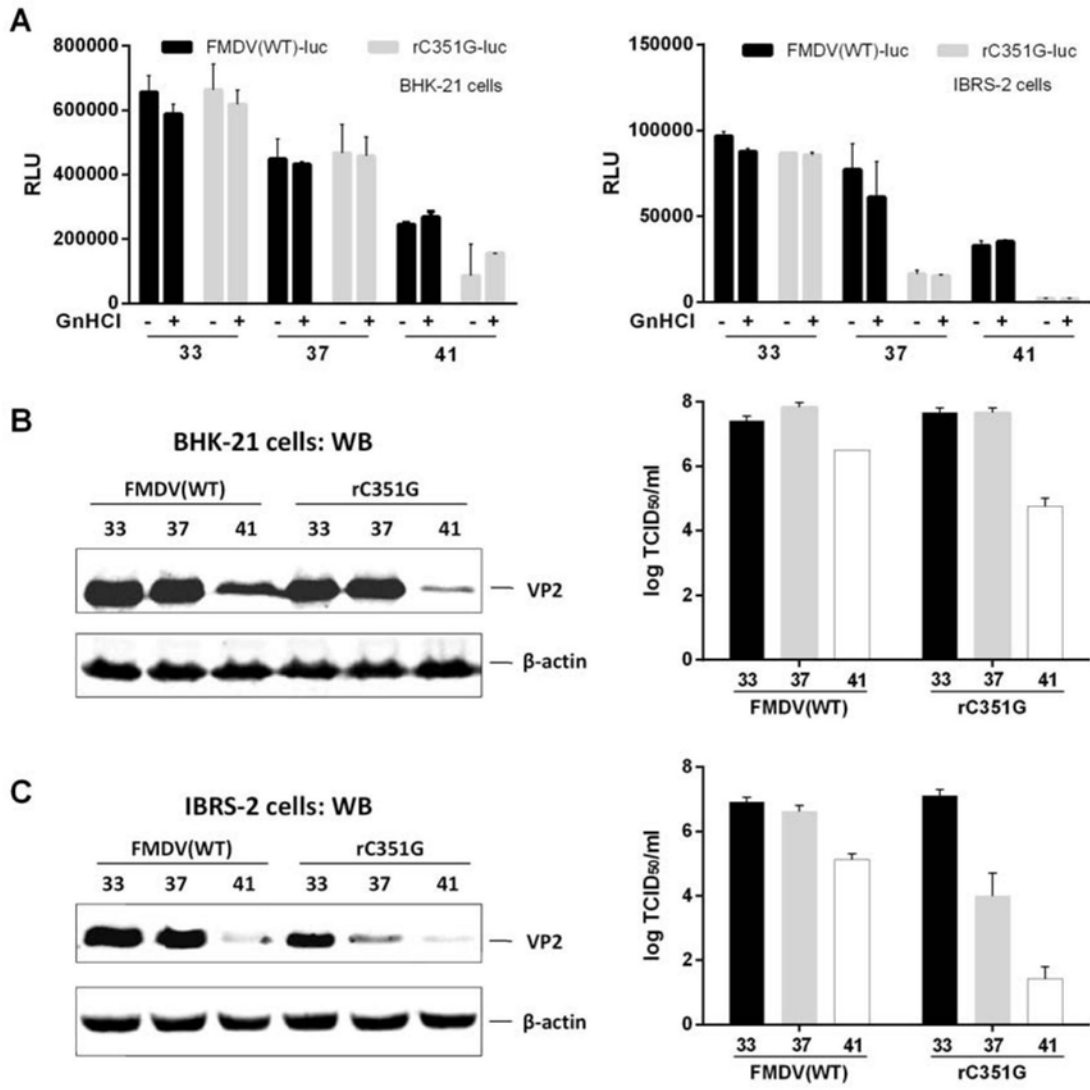 A
800000
600000
400000
200000
0
RLU
FMDV(WT)-luc
rC351G-luc
BHK-21 cells
GnHCl - + - + - + - + - + - +
33 37 41
150000
100000
50000
0
RLU
FMDV(WT)-luc
rC351G-luc
IBRS-2 cells
GnHCl - + - + - + - + - + - +
33 37 41
B
BHK-21 cells: WB
FMDV(WT) rC351G
33 37 41 33 37 41
VP2
β-actin
8
6
4
2
0
log TCID₅₀/ml
33 37 41 33 37 41
FMDV(WT) rC351G
C
IBRS-2 cells: WB
FMDV(WT) rC351G
33 37 41 33 37 41
VP2
β-actin
8
6
4
2
0
log TCID₅₀/ml
33 37 41 33 37 41
FMDV(WT) rC351G